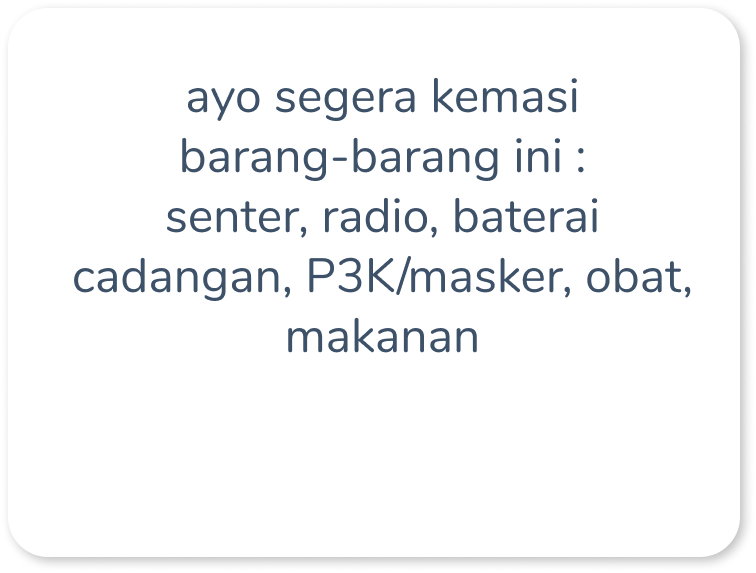 ayo segera kemasi
barang-barang ini :
senter, radio, baterai
cadangan, P3K/masker, obat,
makanan